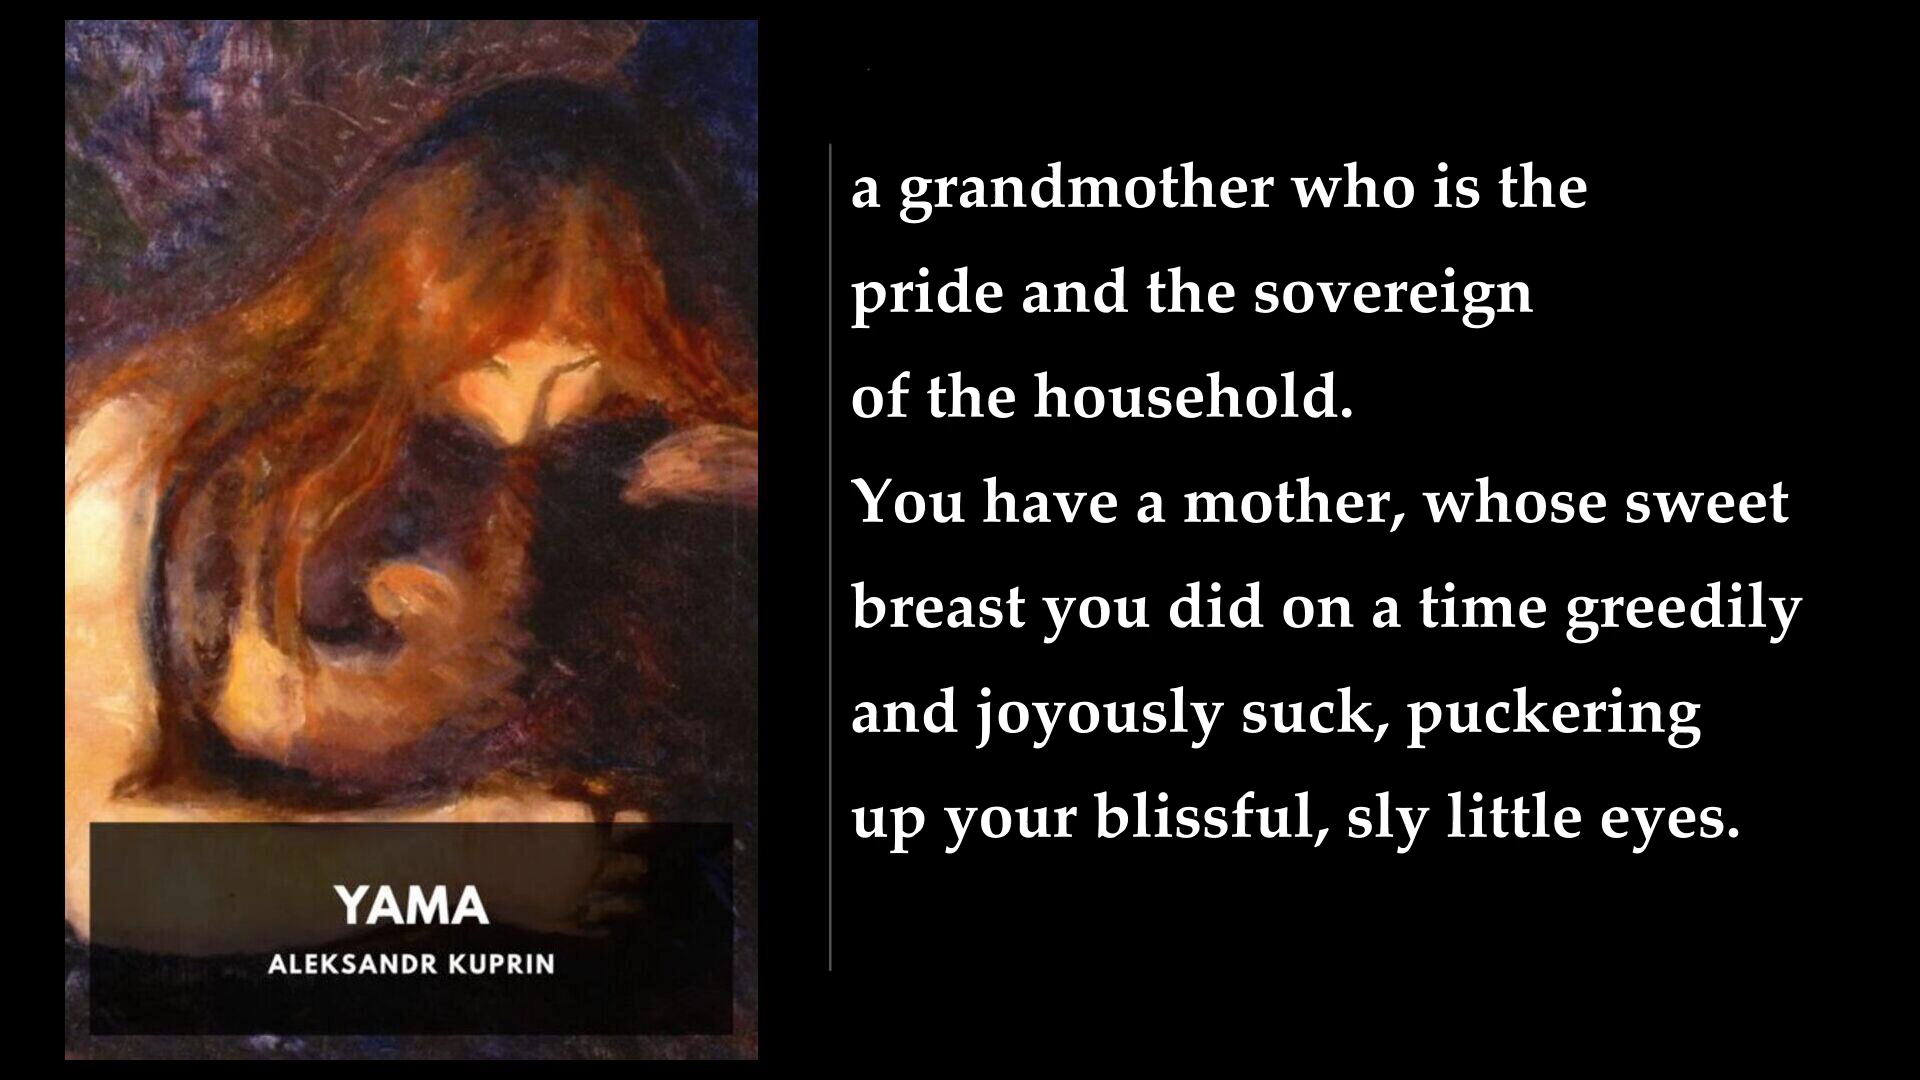 a grandmother who is the
pride and the sovereign
of the household.
You have a mother, whose sweet
breast you did on a time greedily
and joyously suck, puckering
up your blissful, sly little eyes.
YAMA
ALEKSANDR KUPRIN